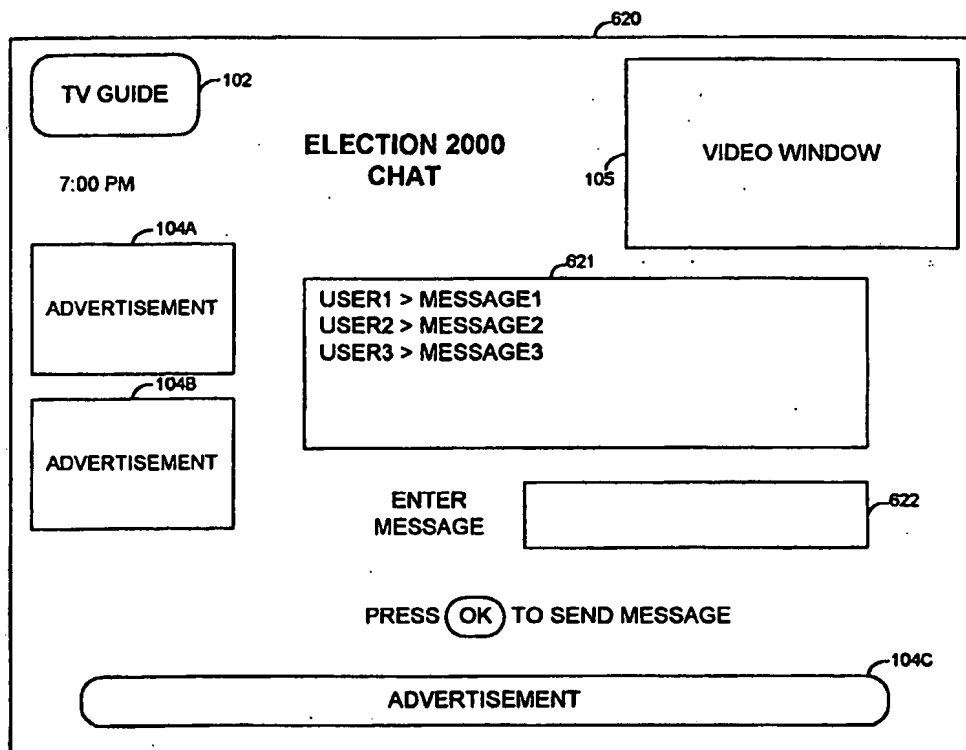 620
TV GUIDE
102
ELECTION 2000
CHAT
VIDEO WINDOW
105
7:00 PM
104A
ADVERTISEMENT
621
USER1 > MESSAGE1
USER2 > MESSAGE2
USER3 > MESSAGE3
104B
ADVERTISEMENT
ENTER
MESSAGE
622
PRESS OK TO SEND MESSAGE
104C
ADVERTISEMENT